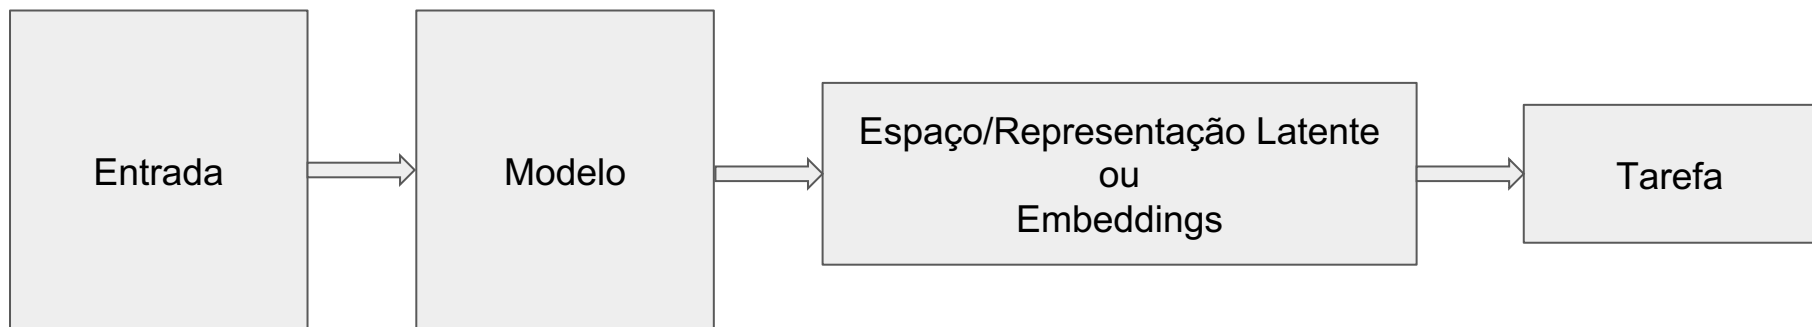 Entrada
Modelo
Espaço/Representação Latente
ou
Embeddings
Tarefa